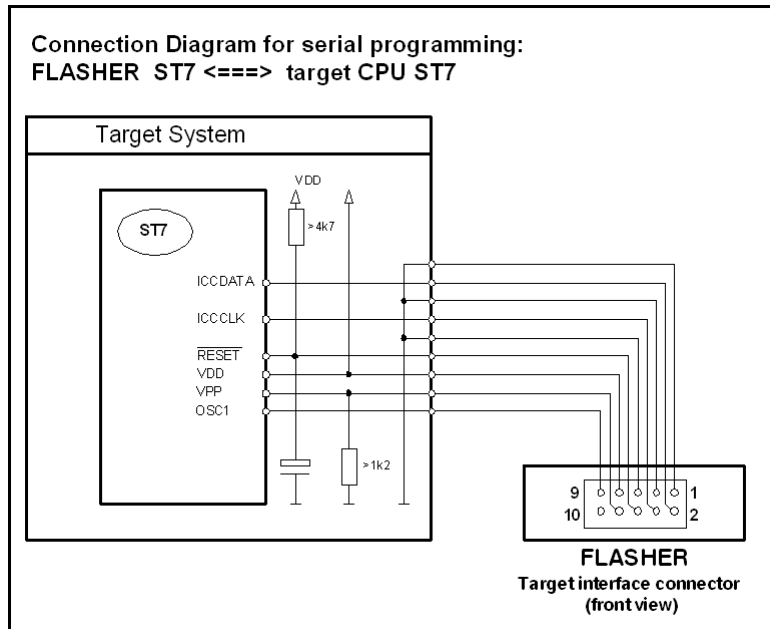 Connection Diagram for serial programming:
FLASHER ST7 <===> target CPU ST7
Target System
VDD
ST7
>4k7
ICCDATA
ICCCLK
RESET
VDD
VPP
OSC1
>1k2
9
1
10
2
FLASHER
Target interface connector
(front view)